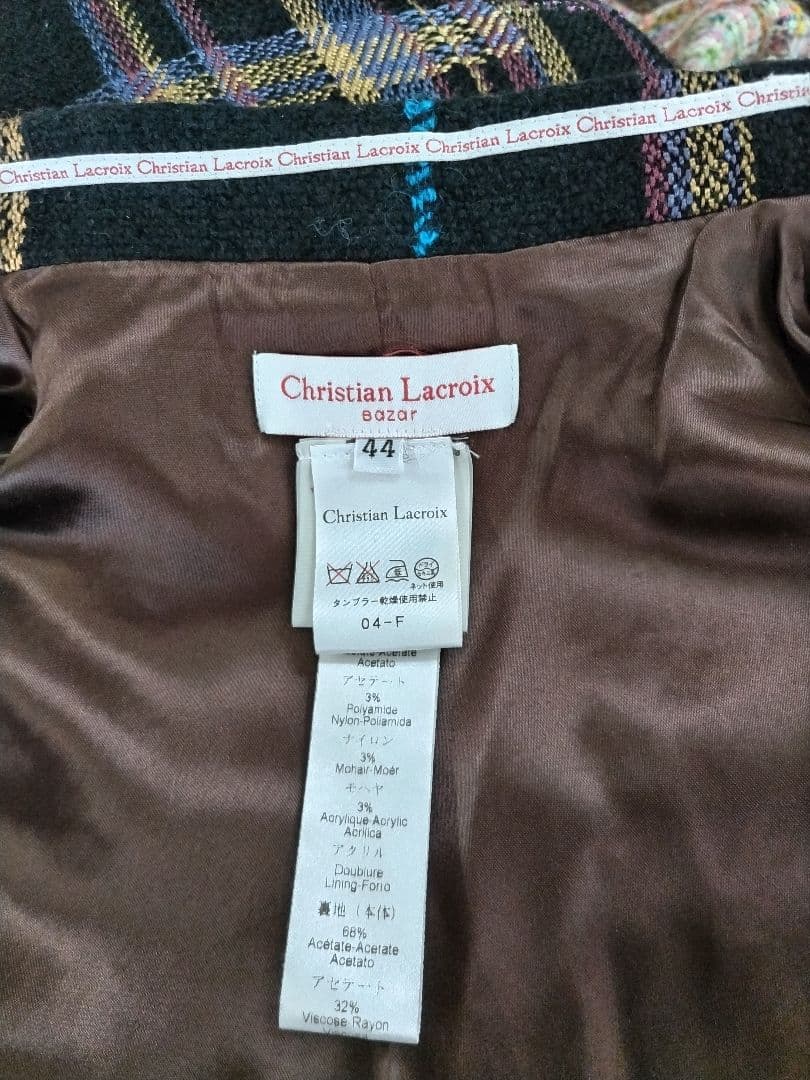 Christian Lacroix Christian Lacroix Christian Lacroix Christian Lacroix Christian Lacroix Christian
Christian Lacroix
Bazar
44
Christian Lacroix
ネット使用
タンブラー乾燥使用禁止
04-F
Acetato
アセテート
3%
Polyamide
Nylon-Poliamida
ナイロン
3%
Mohair-Moér
モヘヤ
3%
Acrylique Acrylic
Acrilica
アクリル
Doublure
Lining-Forio
裏地(本体)
68%
Acétate-Acetate
Acetato
アセテート
32%
Viscose Rayon